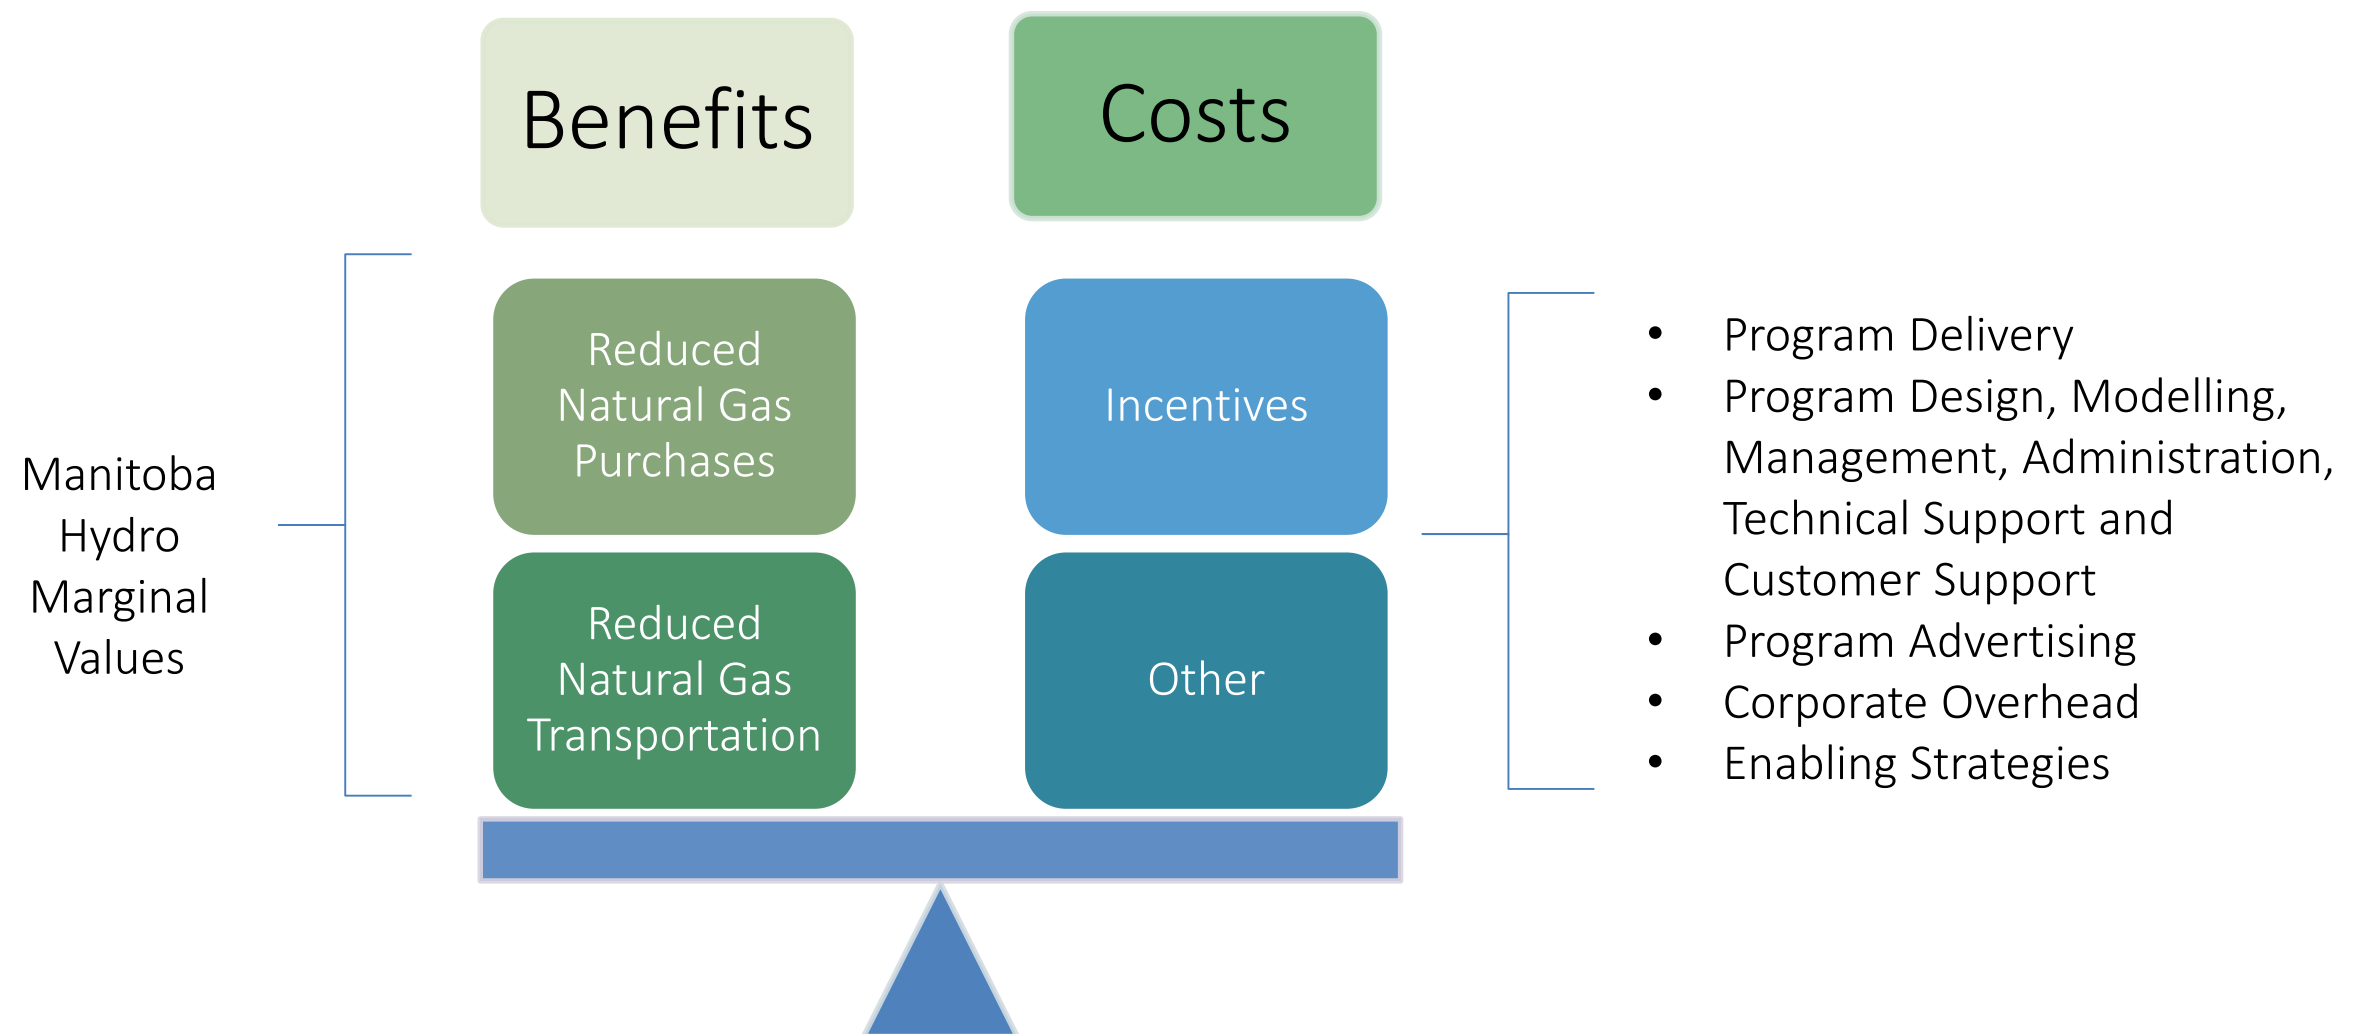 Benefits
Costs
Manitoba
Hydro
Marginal
Values
Reduced
Natural Gas
Purchases
Reduced
Natural Gas
Transportation
Incentives
Other
• Program Delivery
• Program Design, Modelling,
Management, Administration,
Technical Support and
Customer Support
• Program Advertising
• Corporate Overhead
• Enabling Strategies